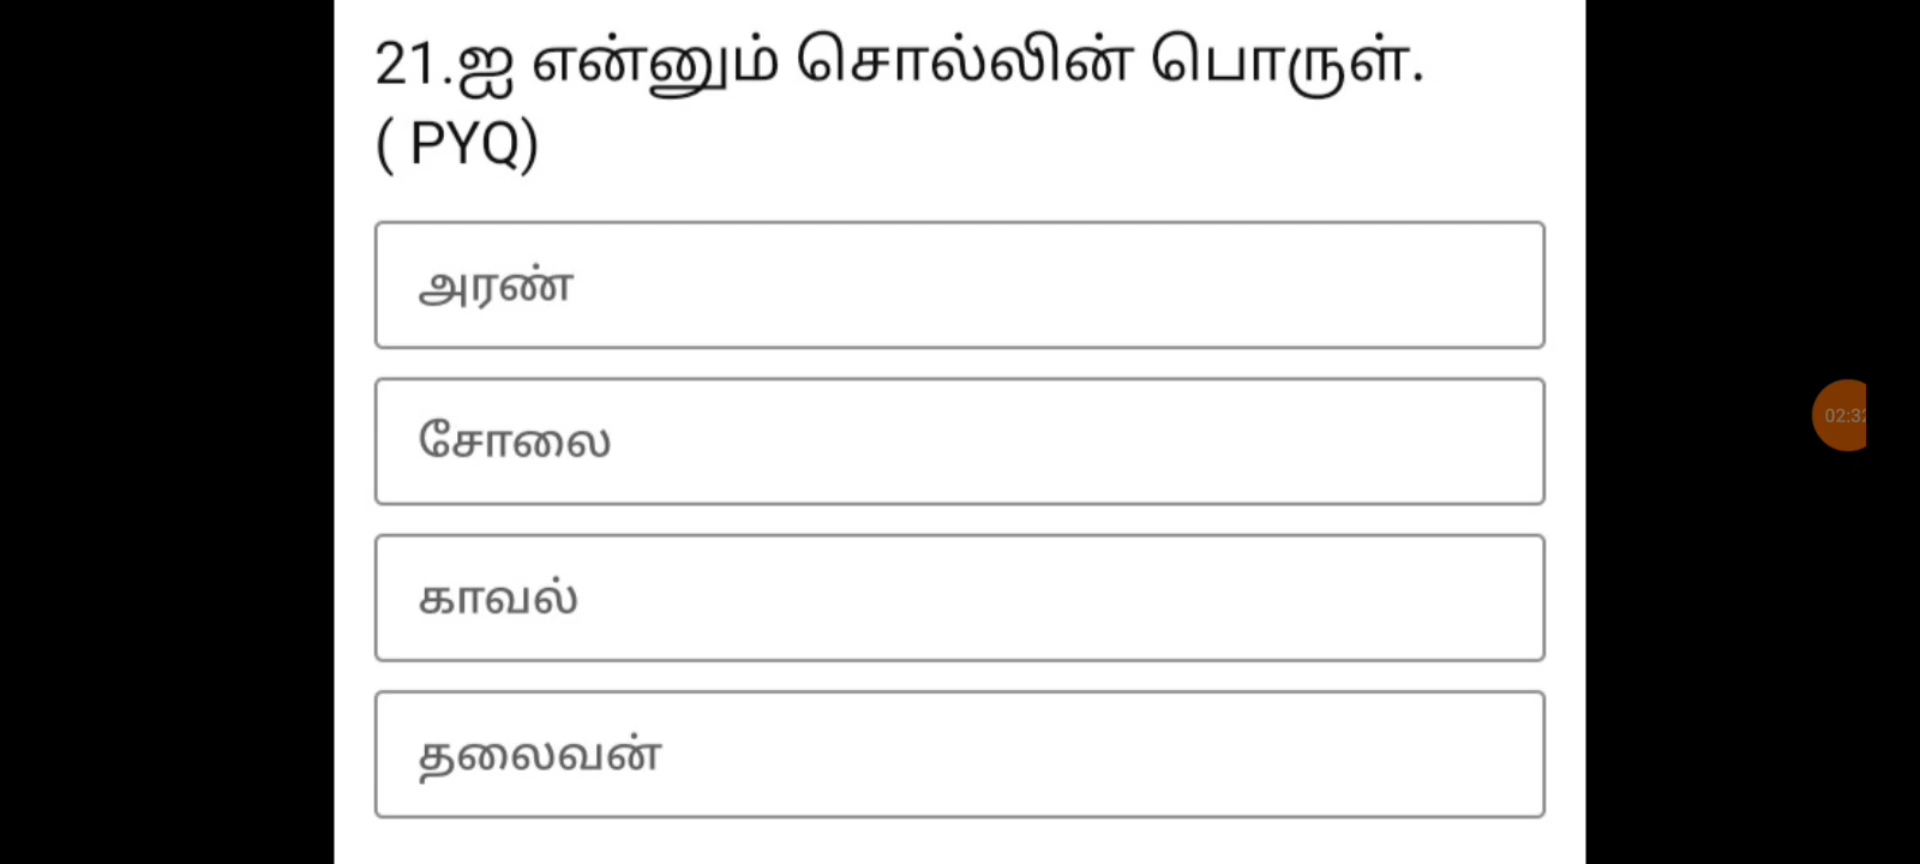 21.ஐ என்னும் சொல்லின் பொருள்.
( PYQ)
அரண்
சோலை
காவல்
தலைவன்